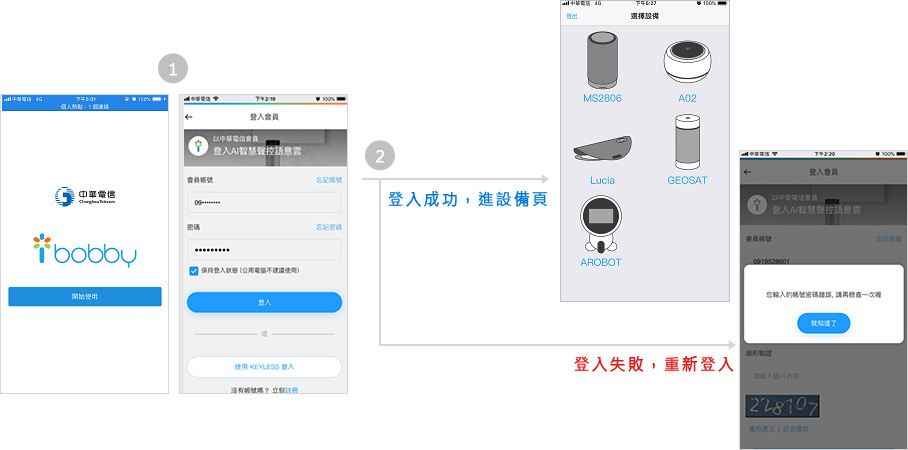 1
中華電信 4G 下午5:01 100%
個人熱點：1 個連線
中華電信
Chunghwa Telecom
ibobby
開始使用
中華電信 下午2:19 100%
登入會員
以中華電信會員
登入AI智慧聲控語意雲
會員帳號 忘記帳號
09••••••••
密碼 忘記密碼
•••••••••
保持登入狀態 (公用電腦不建議使用)
登入
或
使用 KEYLESS 登入
沒有帳號嗎？ 立刻註冊
2
登入成功，進設備頁
中華電信 4G 下午5:27 100%
登出 選擇設備
MS2806 A02
Lucia GEOSAT
AROBOT
登入失敗，重新登入
中華電信 下午2:20 100%
登入會員
以中華電信會員
登入AI智慧聲控語意雲
會員帳號 忘記帳號
0919528601
您輸入的帳號密碼錯誤, 請再檢查一次喔
我知道了
圖形驗證
請輸入圖片內容
228107
重新產生 | 語音播放